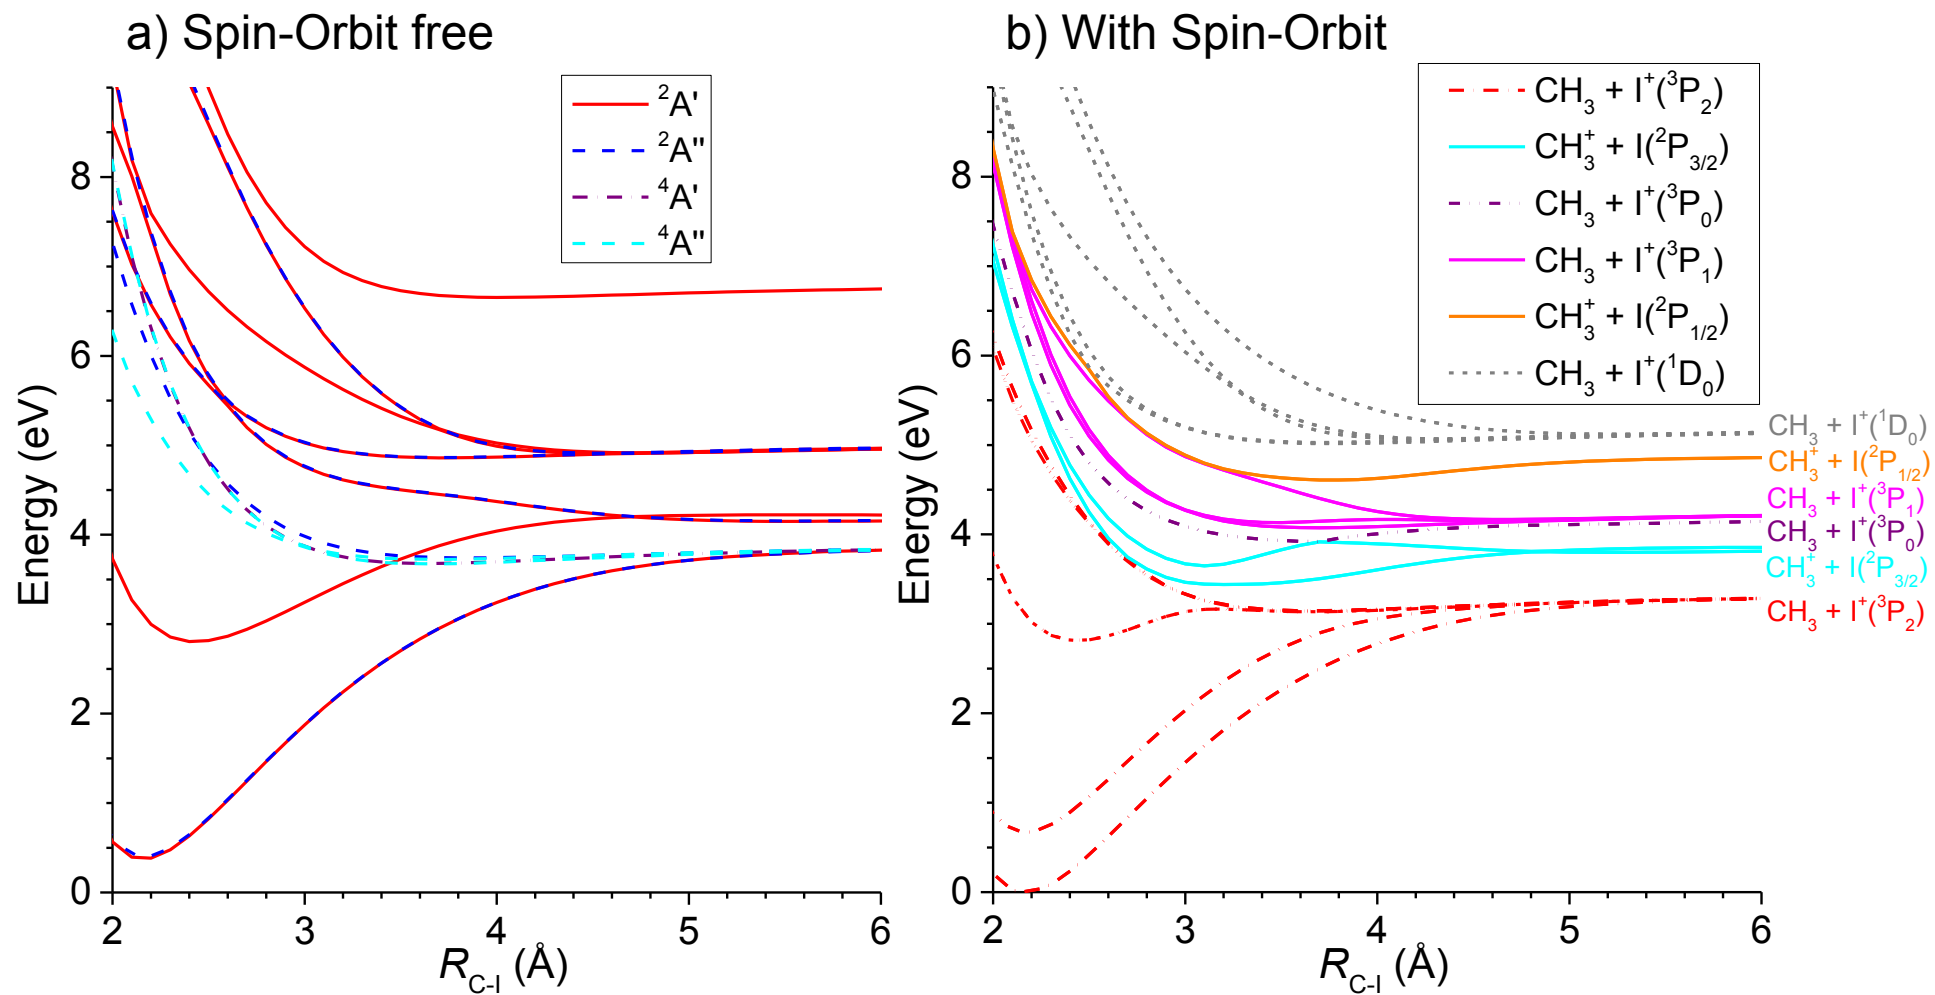 a) Spin-Orbit free
²A'
²A"
⁴A'
⁴A"
8
6
4
2
0
Energy (eV)
2 3 4 5 6
R_C-I (Å)
b) With Spin-Orbit
CH₃ + I⁺(³P₂)
CH₃⁺ + I(²P₃/₂)
CH₃ + I⁺(³P₀)
CH₃ + I⁺(³P₁)
CH₃⁺ + I(²P₁/₂)
CH₃ + I⁺(¹D₀)
8
6
4
2
0
Energy (eV)
2 3 4 5 6
R_C-I (Å)
CH₃ + I⁺(¹D₀)
CH₃⁺ + I(²P₁/₂)
CH₃ + I⁺(³P₁)
CH₃ + I⁺(³P₀)
CH₃⁺ + I(²P₃/₂)
CH₃ + I⁺(³P₂)